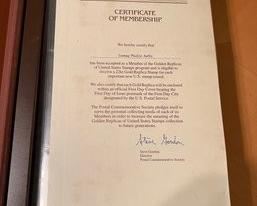 CERTIFICATE
OF MEMBERSHIP
We hereby certify that
has been accepted as a Member of the Golden Replicas
of United States Stamps program and is eligible to
receive a 22kt Gold Replica Stamp for each
important new U.S. stamp issued.
We also certify that each Gold Replica will be enclosed
within an official First Day Cover bearing the
First Day of Issue postmark of the First Day City
designated by the U.S. Postal Service.
The Postal Commemorative Society pledges itself to
serve the personal collecting needs of each of its
Members in order to increase the meaning of the
Golden Replicas of United States Stamps collection
to future generations.
Steve Gordon
Steve Gordon
Director
Postal Commemorative Society